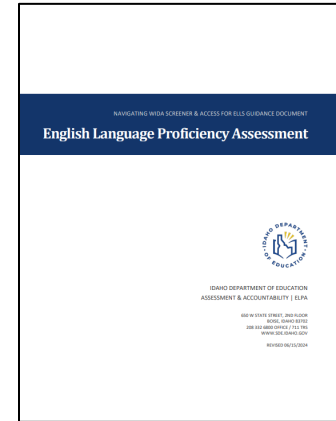 NAVIGATING WIDA SCREENER & ACCESS FOR ELLS GUIDANCE DOCUMENT
English Language Proficiency Assessment
IDAHO DEPARTMENT OF EDUCATION
IDAHO DEPARTMENT OF EDUCATION
ASSESSMENT & ACCOUNTABILITY | ELPA
650 W STATE STREET, 2ND FLOOR
BOISE, IDAHO 83702
208 332 6800 OFFICE / 711 TRS
WWW.SDE.IDAHO.GOV
REVISED 06/15/2024